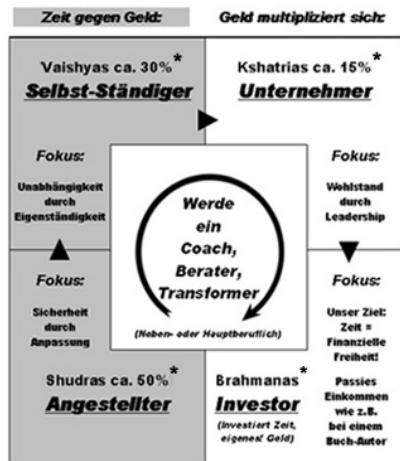 Zeit gegen Geld:
Geld multipliziert sich:
Vaishyas ca. 30%*
Selbst-Ständiger
Kshatrias ca. 15%*
Unternehmer
Fokus:
Unabhängigkeit
durch
Eigenständigkeit
Fokus:
Wohlstand
durch
Leadership
Werde
ein
Coach,
Berater,
Transformer
(Neben- oder Hauptberuflich)
Fokus:
Sicherheit
durch
Anpassung
Fokus:
Unser Ziel:
Zeit =
Finanzielle
Freiheit!
Passies
Einkommen
wie z.B.
bei einem
Buch-Autor
Shudras ca. 50%*
Angestellter
Brahmanas*
Investor
(Investiert Zeit,
eigenes! Geld)